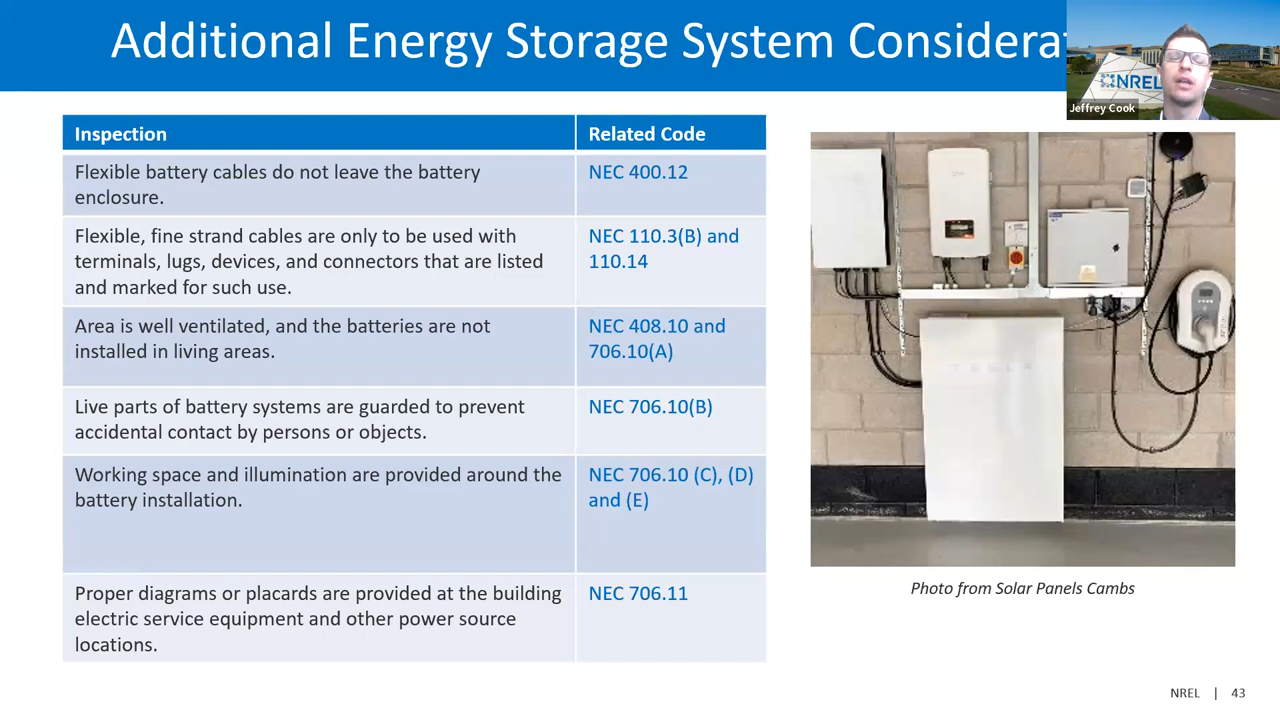 Additional Energy Storage System Considerat
NREL
Jeffrey Cook
Inspection
Related Code
Flexible battery cables do not leave the battery
enclosure.
NEC 400.12
Flexible, fine strand cables are only to be used with
terminals, lugs, devices, and connectors that are listed
and marked for such use.
NEC 110.3(B) and
110.14
Area is well ventilated, and the batteries are not
installed in living areas.
NEC 408.10 and
706.10(A)
Live parts of battery systems are guarded to prevent
accidental contact by persons or objects.
NEC 706.10(B)
Working space and illumination are provided around the
battery installation.
NEC 706.10 (C), (D)
and (E)
Proper diagrams or placards are provided at the building
electric service equipment and other power source
locations.
NEC 706.11
TESLA
Photo from Solar Panels Cambs
NREL | 43